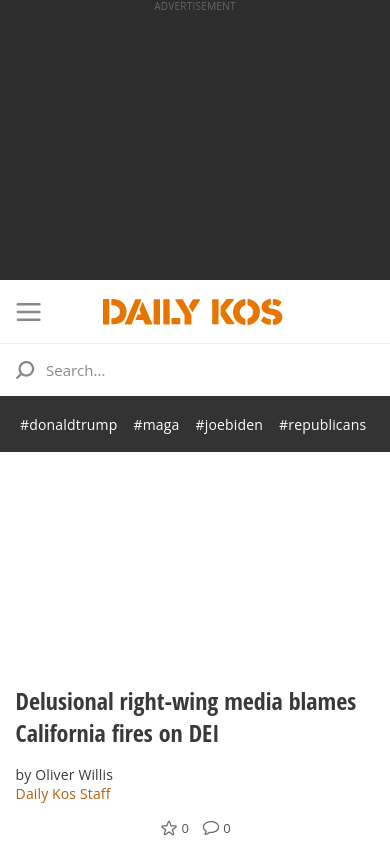 ADVERTISEMENT
DAILY KOS
Search...
#donaldtrump #maga #joebiden #republicans
Delusional right-wing media blames
California fires on DEI
by Oliver Willis
Daily Kos Staff
0 0